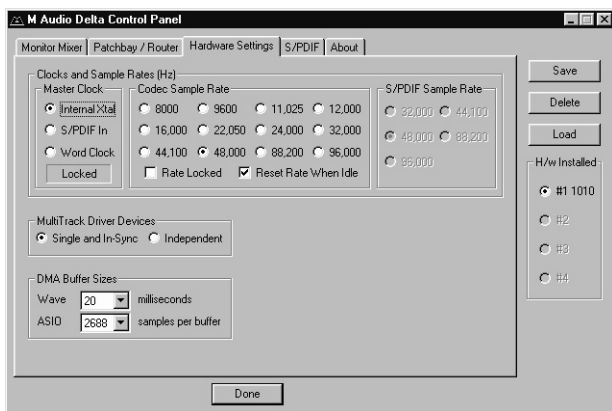 M Audio Delta Control Panel
Monitor Mixer Patchbay / Router Hardware Settings S/PDIF About
Clocks and Sample Rates (Hz)
Master Clock
Internal Xtal
S/PDIF In
Word Clock
Locked
Codec Sample Rate
8000 9600 11,025 12,000
16,000 22,050 24,000 32,000
44,100 48,000 88,200 96,000
Rate Locked Reset Rate When Idle
S/PDIF Sample Rate
32,000 44,100
48,000 88,200
96,000
MultiTrack Driver Devices
Single and In-Sync Independent
DMA Buffer Sizes
Wave 20 milliseconds
ASIO 2688 samples per buffer
Save
Delete
Load
H/w Installed
#1 1010
#2
#3
#4
Done